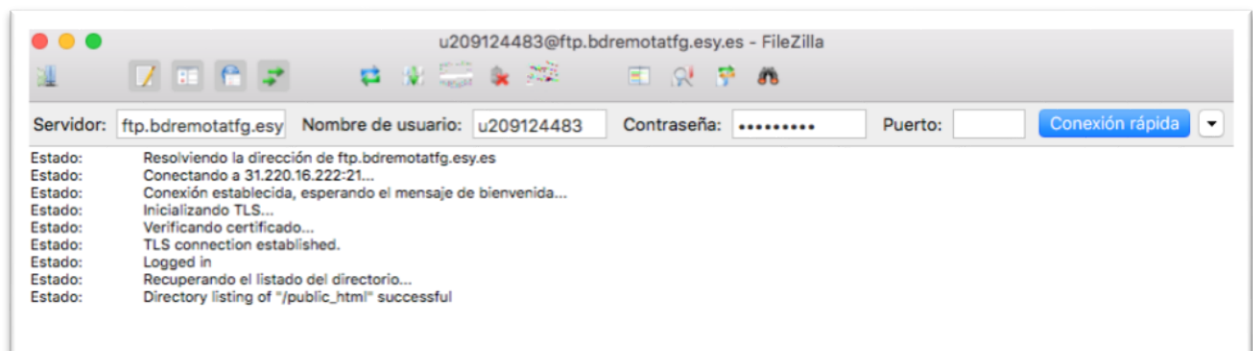 u209124483@ftp.bdremotatfg.esy.es - FileZilla
Servidor: ftp.bdremotatfg.esy Nombre de usuario: u209124483 Contraseña: ••••••••• Puerto: Conexión rápida
Estado: Resolviendo la dirección de ftp.bdremotatfg.esy.es
Estado: Conectando a 31.220.16.222:21...
Estado: Conexión establecida, esperando el mensaje de bienvenida...
Estado: Inicializando TLS...
Estado: Verificando certificado...
Estado: TLS connection established.
Estado: Logged in
Estado: Recuperando el listado del directorio...
Estado: Directory listing of "/public_html" successful